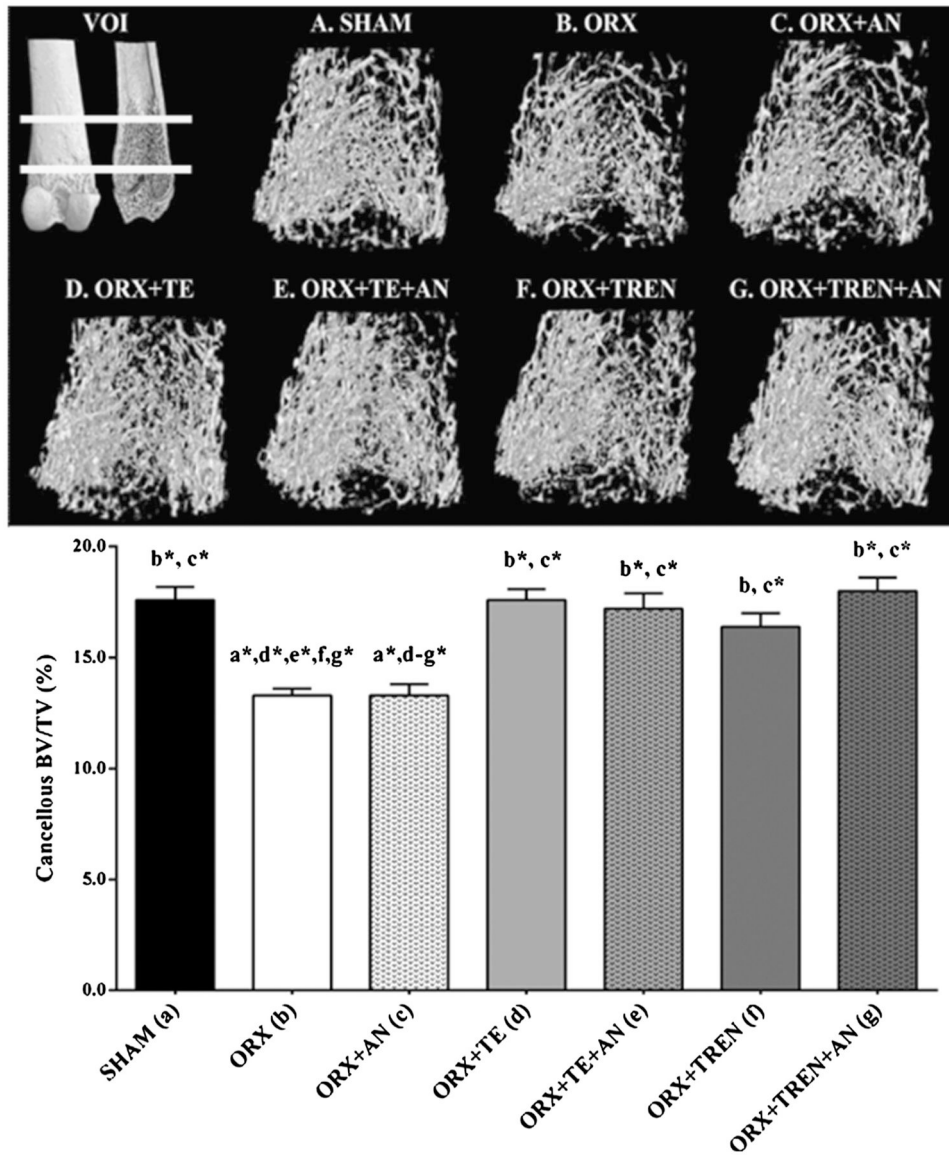 VOI
A. SHAM
B. ORX
C. ORX+AN
D. ORX+TE
E. ORX+TE+AN
F. ORX+TREN
G. ORX+TREN+AN
Cancellous BV/TV (%)
20.0
15.0
10.0
5.0
0.0
b*, c*
a*,d*,e*,f,g*
a*,d-g*
b*, c*
b*, c*
b, c*
b*, c*
SHAM (a)
ORX (b)
ORX+AN (c)
ORX+TE (d)
ORX+TE+AN (e)
ORX+TREN (f)
ORX+TREN+AN (g)